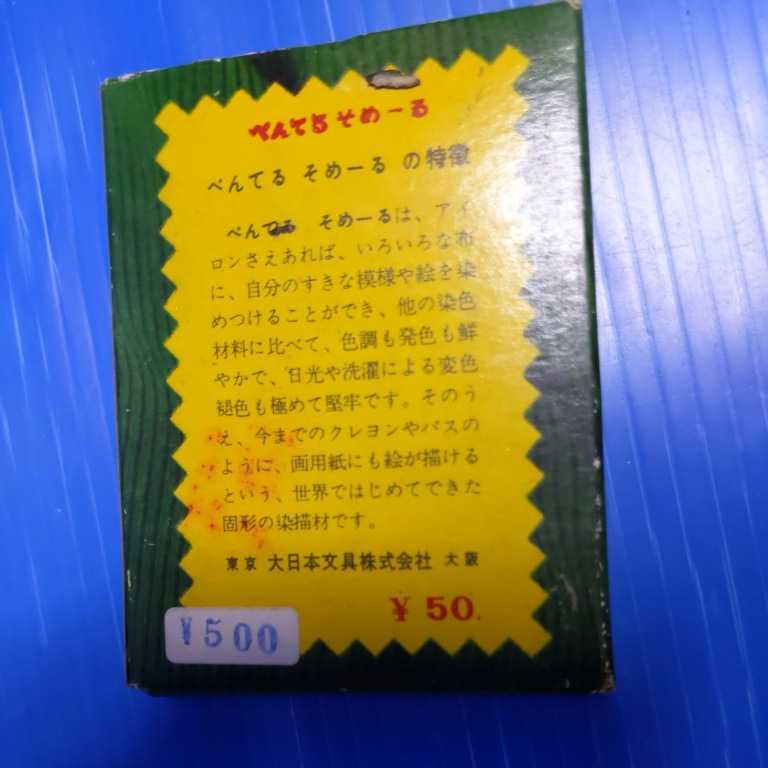 ぺんてるそめーる
ぺんてる そめーる の特徴
ぺんてる そめーるは、アイ
ロンさえあれば、いろいろな布
に、自分のすきな模様や絵を染
めつけることができ、他の染色
材料に比べて、色調も発色も鮮
やかで、日光や洗濯による変色
褪色も極めて堅牢です。そのう
え、今までのクレヨンやパスの
ように、画用紙にも絵が描ける
という、世界ではじめてできた
固形の染描材です。
東京 大日本文具株式会社 大阪
¥50.
¥500